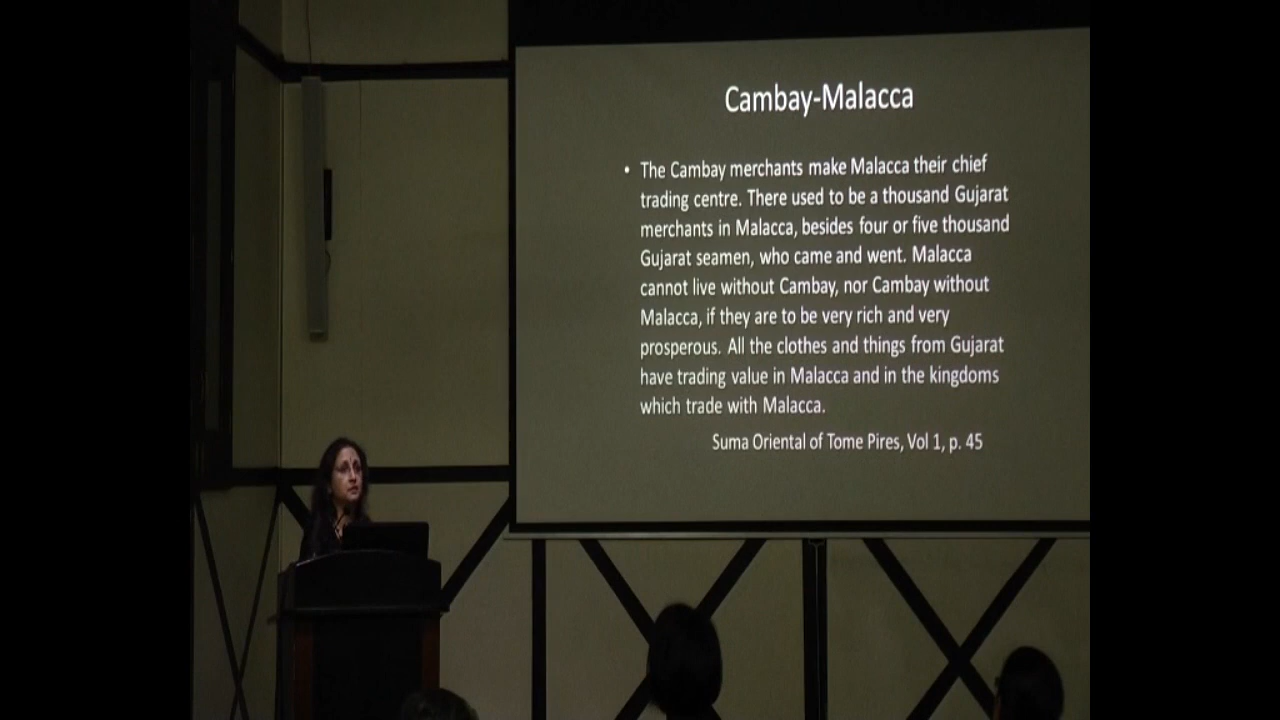 Cambay-Malacca
• The Cambay merchants make Malacca their chief
trading centre. There used to be a thousand Gujarat
merchants in Malacca, besides four or five thousand
Gujarat seamen, who came and went. Malacca
cannot live without Cambay, nor Cambay without
Malacca, if they are to be very rich and very
prosperous. All the clothes and things from Gujarat
have trading value in Malacca and in the kingdoms
which trade with Malacca.
Suma Oriental of Tome Pires, Vol 1, p. 45